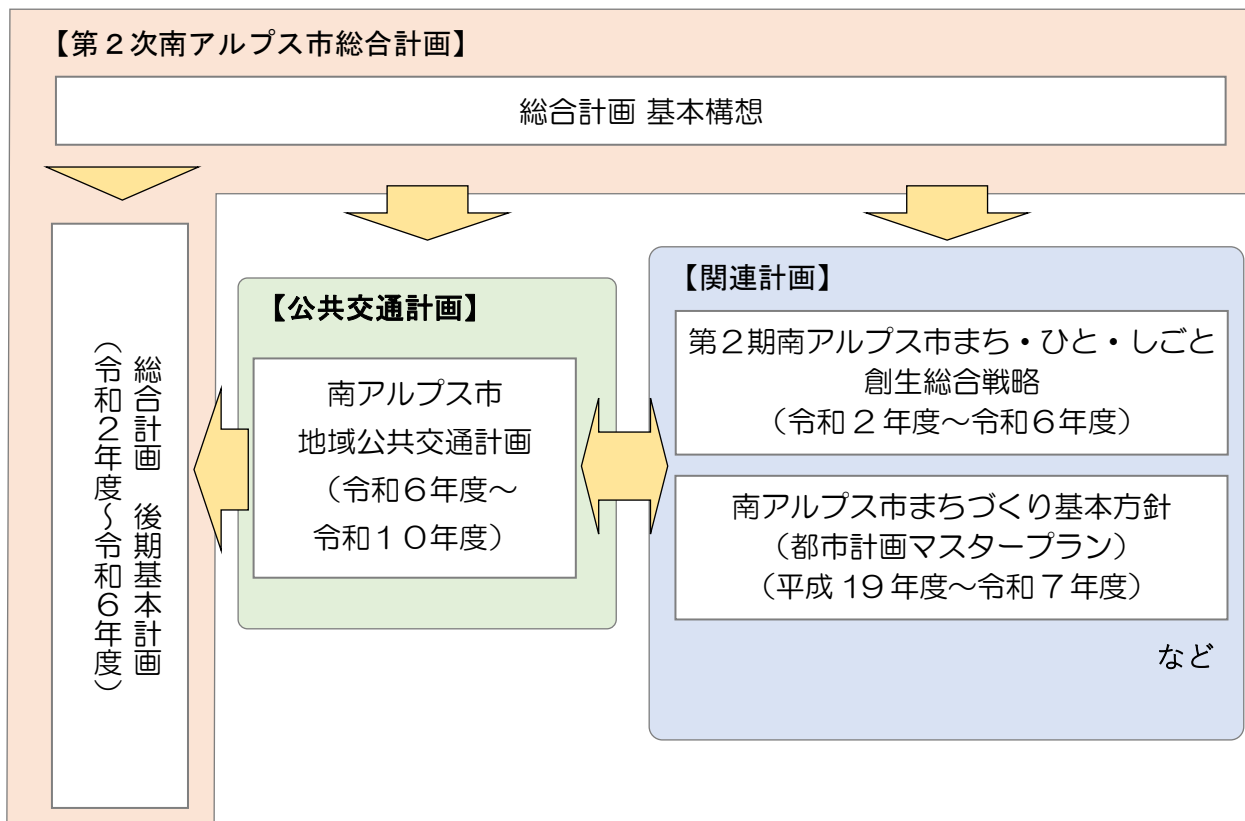 【第２次南アルプス市総合計画】
総合計画 基本構想
総合計画　後期基本計画
（令和２年度～令和６年度）
【公共交通計画】
南アルプス市
地域公共交通計画
（令和６年度～
令和１０年度）
【関連計画】
第２期南アルプス市まち・ひと・しごと
創生総合戦略
（令和２年度～令和６年度）
南アルプス市まちづくり基本方針
（都市計画マスタープラン）
（平成 19 年度～令和７年度）
など